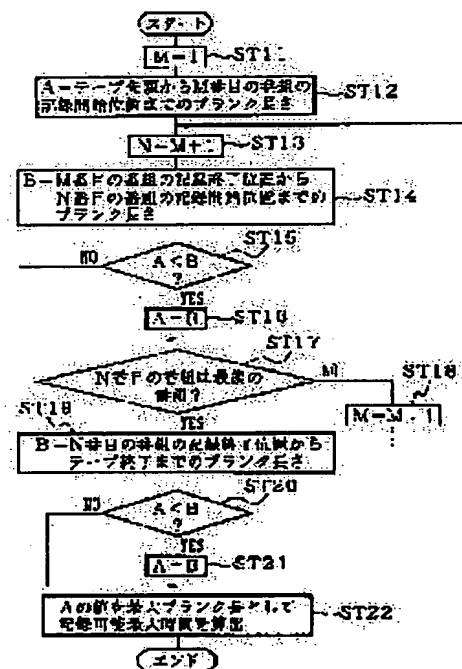 スタート
M=1 ST11
A=テープ先頭からM番目の番組の ST12
記録開始位置までのブランク長さ
N=M+1 ST13
B=M番目の番組の記録終了位置から
N番目の番組の記録開始位置までの ST14
ブランク長さ
ST15
NO A<B
?
YES
A=B ST16
ST17
N番目の番組は最後の NO
番組? ST18
ST19 YES M=M+1
B=N番目の番組の記録終了位置から
テープ終了までのブランク長さ
ST20
NO A<B
?
YES
A=B ST21
Aの値を最大ブランク長として ST22
記録可能最大時間を算出
エンド